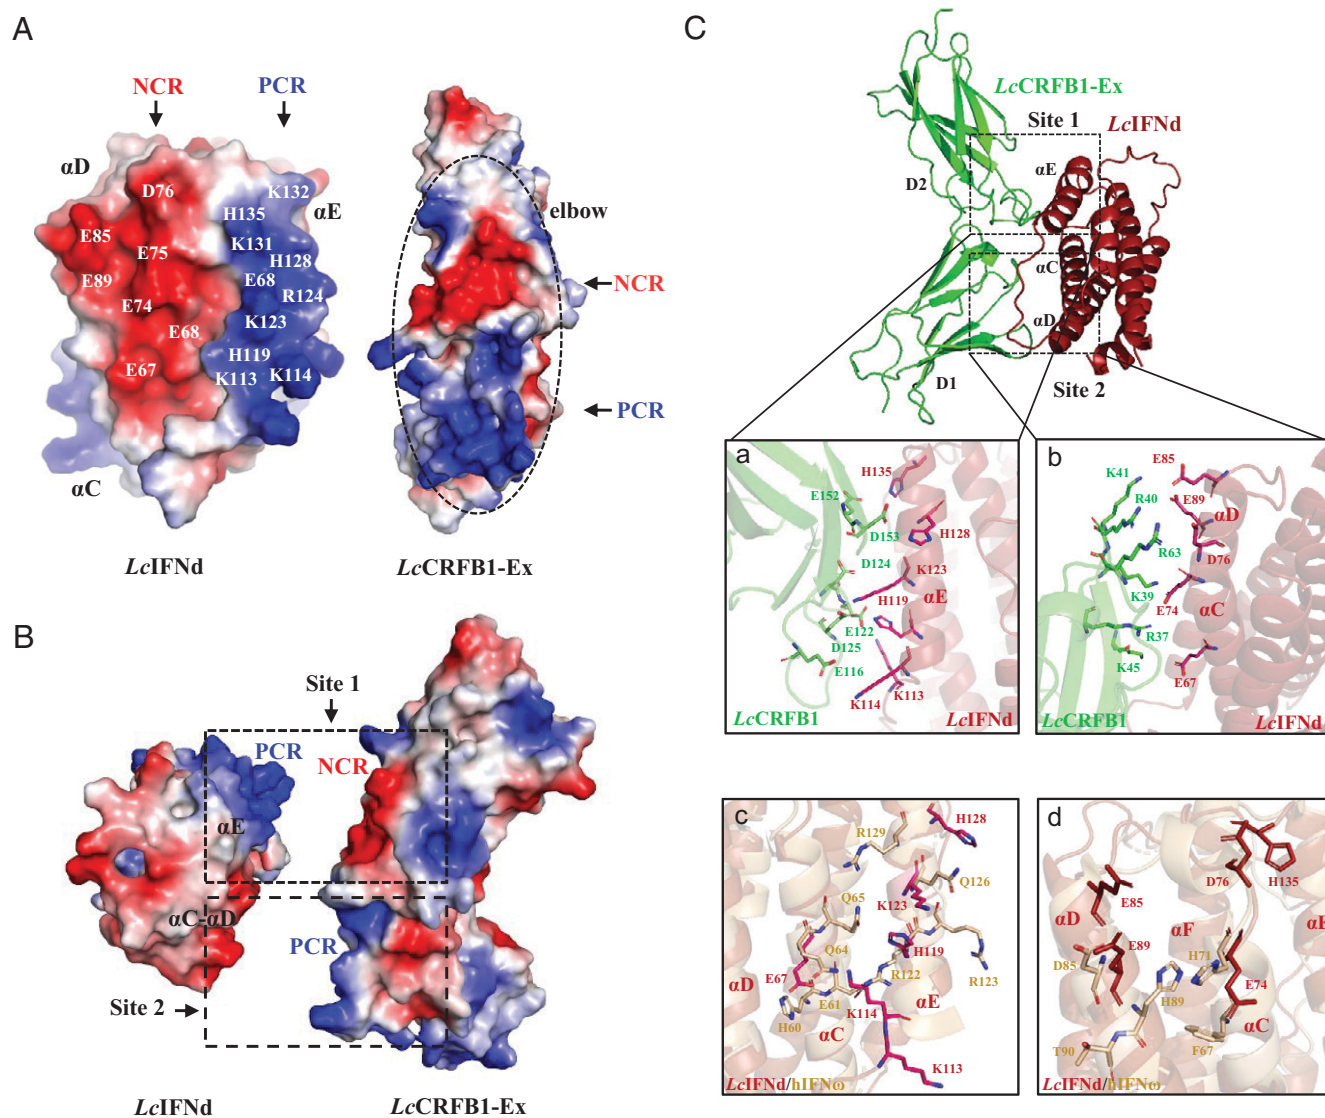 A
NCR
PCR
αD
D76
K132
αE
H135
E85
E75
K131
H128
E89
E68
R124
E74
K123
E68
H119
E67
K113
K114
αC
LcIFNd
elbow
NCR
PCR
LcCRFB1-Ex
B
Site 1
PCR
NCR
αE
αC-αD
PCR
Site 2
LcIFNd
LcCRFB1-Ex
C
LcCRFB1-Ex
Site 1
LcIFNd
αE
D2
αC
αD
D1
Site 2
a
H135
E152
D153
H128
D124
K123
H119
αE
E122
D125
E116
K114
K113
LcCRFB1
LcIFNd
b
K41
E85
R40
E89
αD
R63
D76
K39
E74
αC
R37
K45
E67
LcCRFB1
LcIFNd
c
R129
H128
Q126
K123
Q65
Q64
H119
E67
R122
R123
αD
E61
K114
αE
H60
αC
K113
LcIFNd/hIFNω
d
D76
H135
αD
E85
αF
αE
E89
H71
D85
E74
H89
αC
T90
F67
LcIFNd/hIFNω